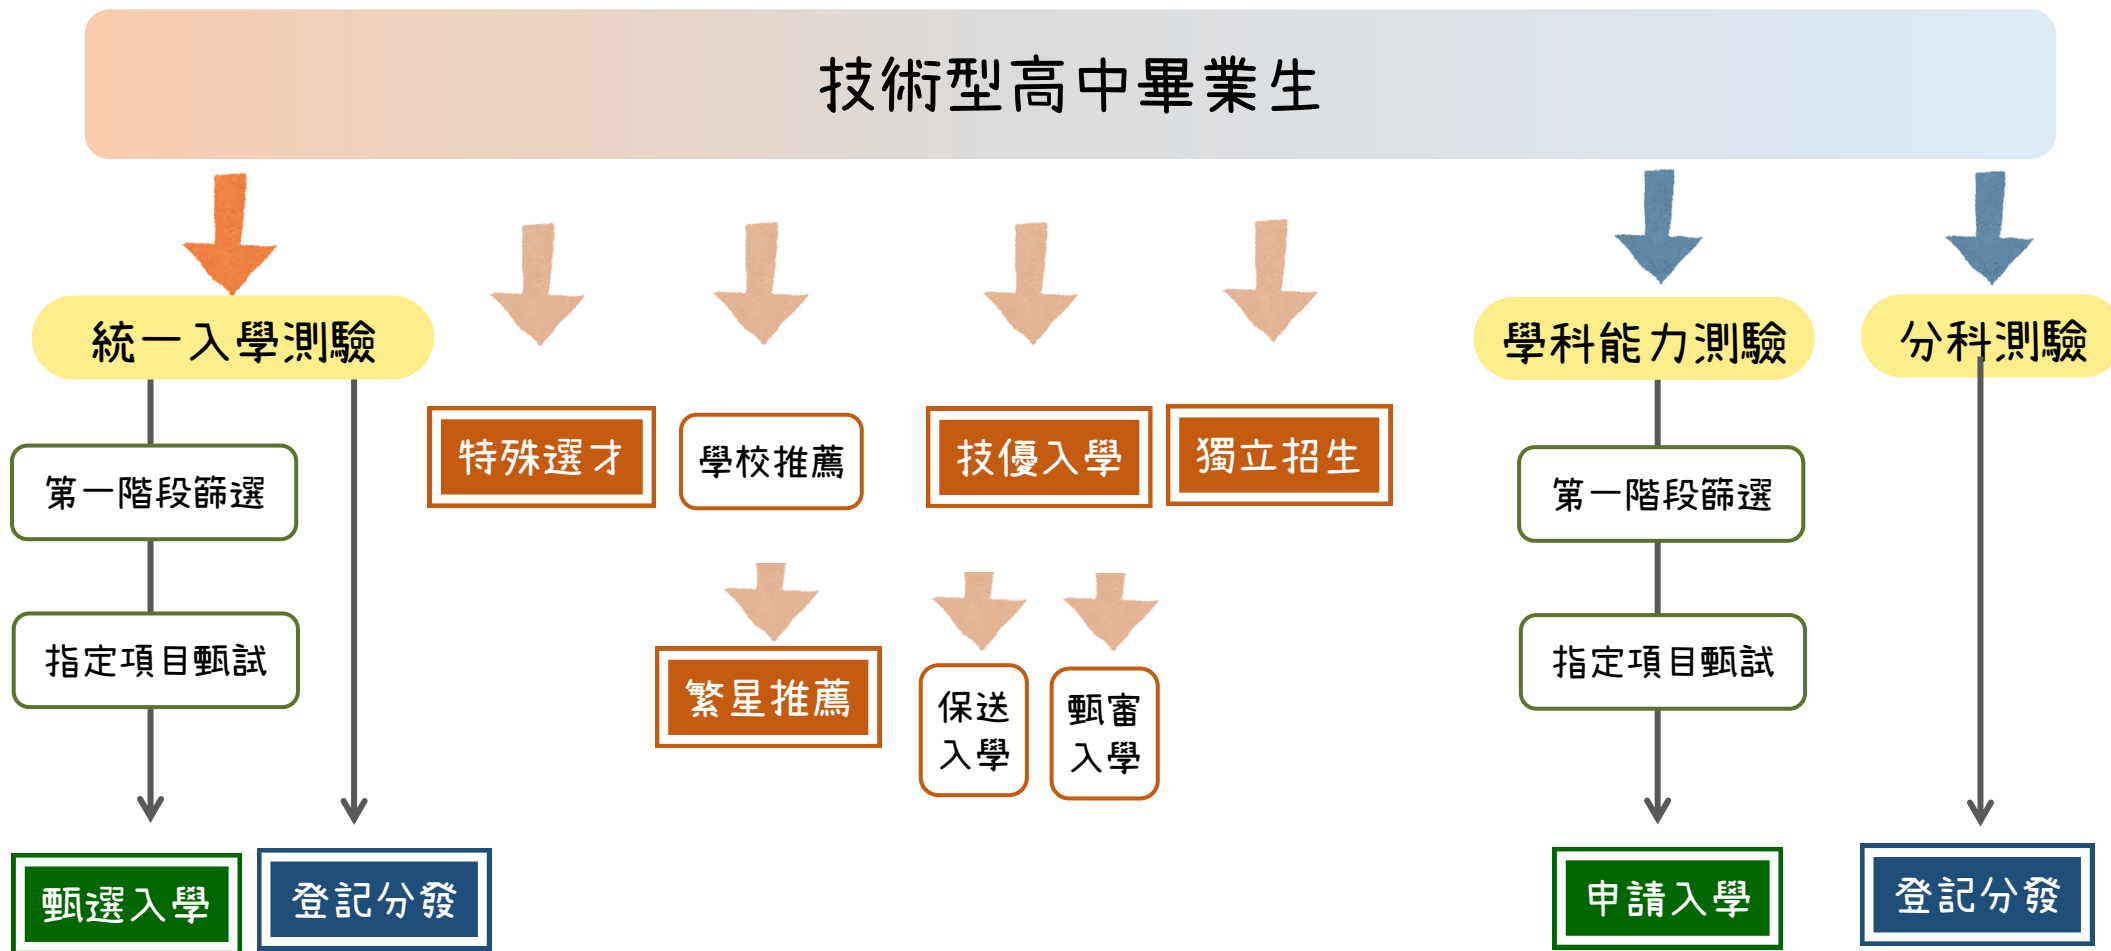 技術型高中畢業生
統一入學測驗
學科能力測驗
分科測驗
特殊選才
學校推薦
技優入學
獨立招生
第一階段篩選
第一階段篩選
指定項目甄試
指定項目甄試
繁星推薦
保送
入學
甄審
入學
甄選入學
登記分發
申請入學
登記分發